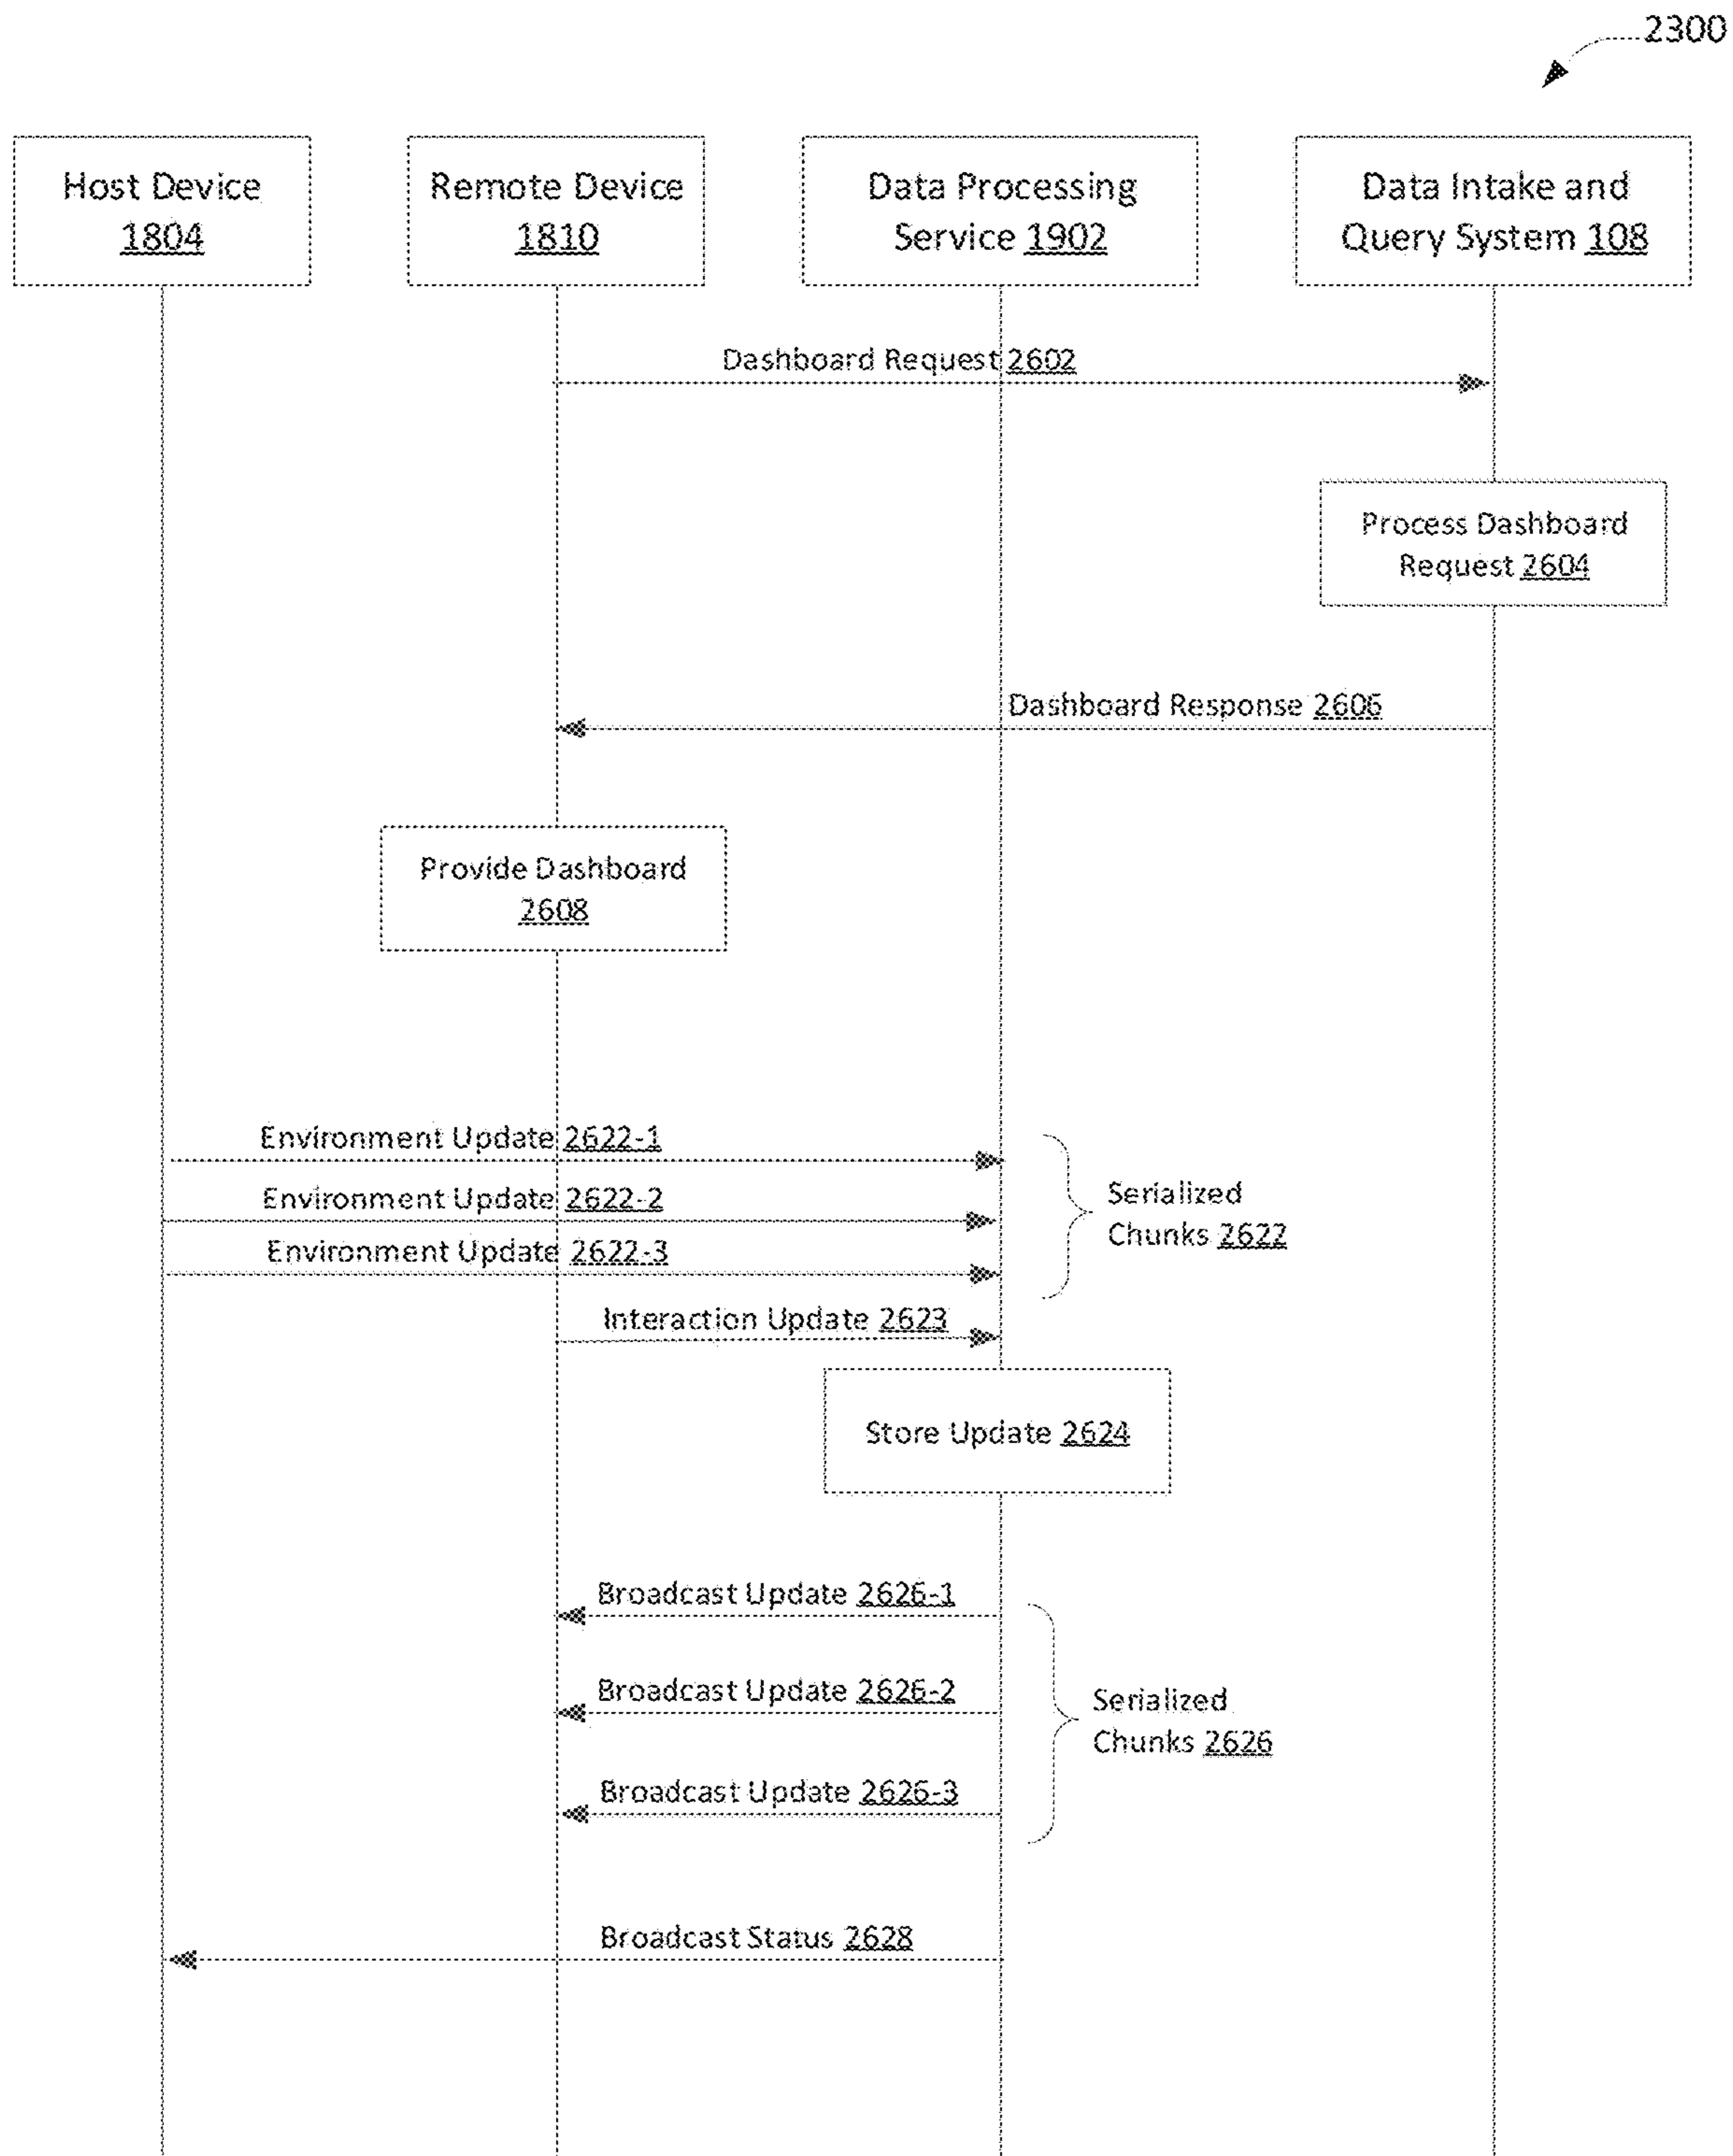 2300
Host Device
1804
Remote Device
1810
Data Processing
Service 1902
Data Intake and
Query System 108
Dashboard Request 2602
Process Dashboard
Request 2604
Dashboard Response 2606
Provide Dashboard
2608
Environment Update 2622-1
Environment Update 2622-2
Environment Update 2622-3
Serialized
Chunks 2622
Interaction Update 2623
Store Update 2624
Broadcast Update 2626-1
Broadcast Update 2626-2
Broadcast Update 2626-3
Serialized
Chunks 2626
Broadcast Status 2628